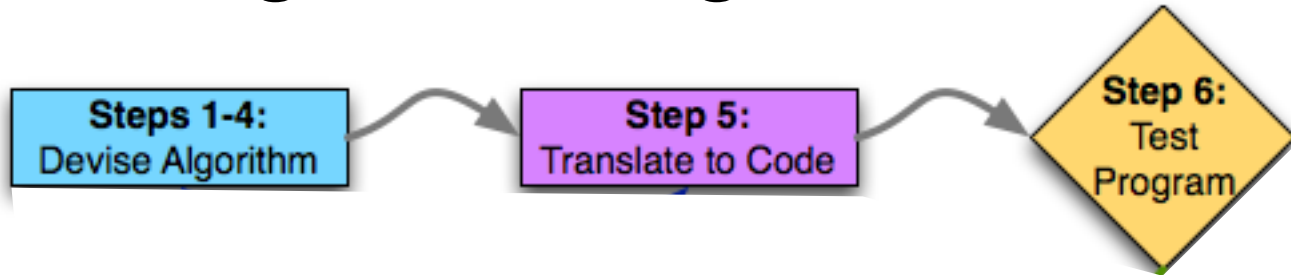 Steps 1-4:
Devise Algorithm
Step 5:
Translate to Code
Step 6:
Test
Program